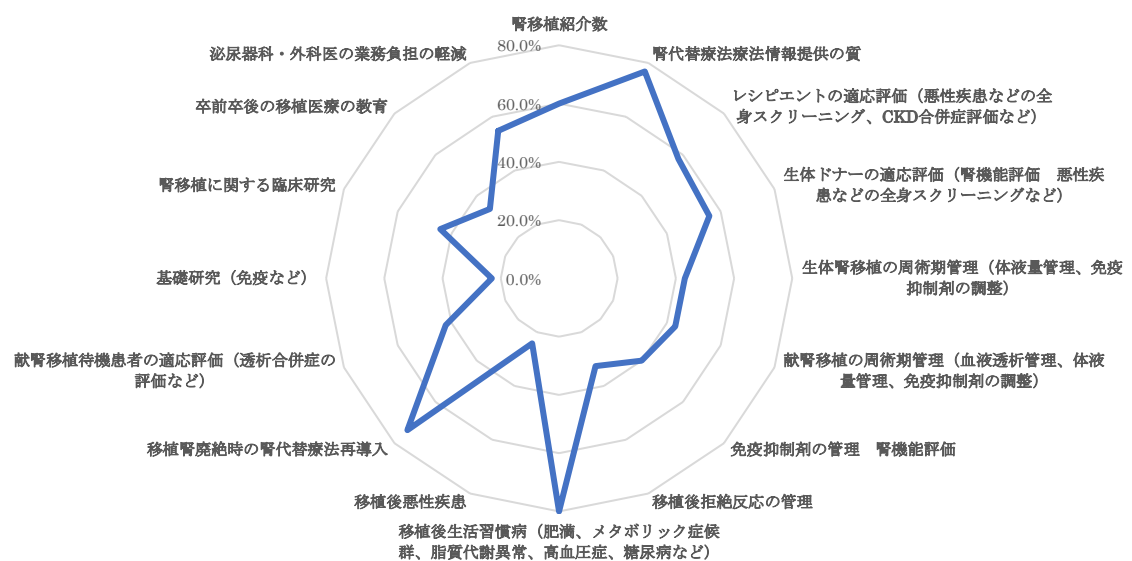 腎移植紹介数
80.0%
60.0%
40.0%
20.0%
0.0%
腎代替療法療法情報提供の質
レシピエントの適応評価（悪性疾患などの全
身スクリーニング、CKD合併症評価など）
生体ドナーの適応評価（腎機能評価　悪性疾
患などの全身スクリーニングなど）
生体腎移植の周術期管理（体液量管理、免疫
抑制剤の調整）
献腎移植の周術期管理（血液透析管理、体液
量管理、免疫抑制剤の調整）
免疫抑制剤の管理　腎機能評価
移植後拒絶反応の管理
移植後生活習慣病（肥満、メタボリック症候
群、脂質代謝異常、高血圧症、糖尿病など）
移植後悪性疾患
移植腎廃絶時の腎代替療法再導入
献腎移植待機患者の適応評価（透析合併症の
評価など）
基礎研究（免疫など）
腎移植に関する臨床研究
卒前卒後の移植医療の教育
泌尿器科・外科医の業務負担の軽減